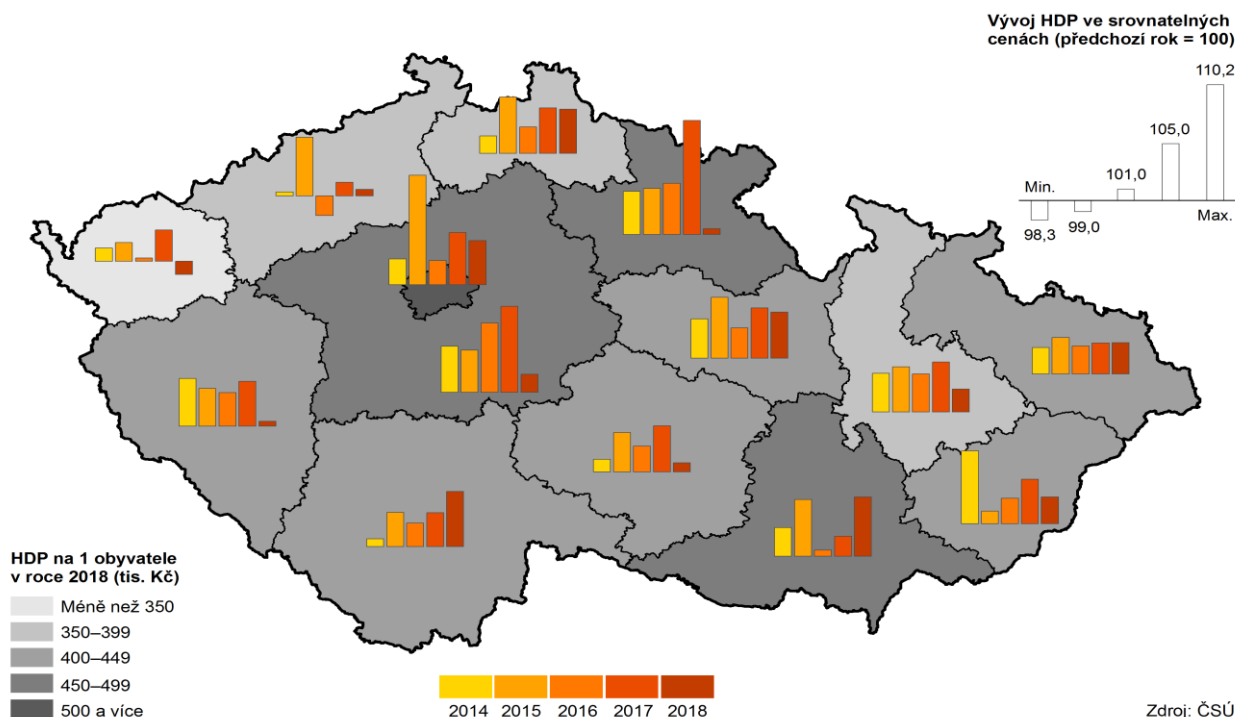 Vývoj HDP ve srovnatelných
cenách (předchozí rok = 100)
110,2
105,0
101,0
Min.
Max.
98,3
99,0
HDP na 1 obyvatele
v roce 2018 (tis. Kč)
Méně než 350
350–399
400–449
450–499
500 a více
2014 2015 2016 2017 2018
Zdroj: ČSÚ